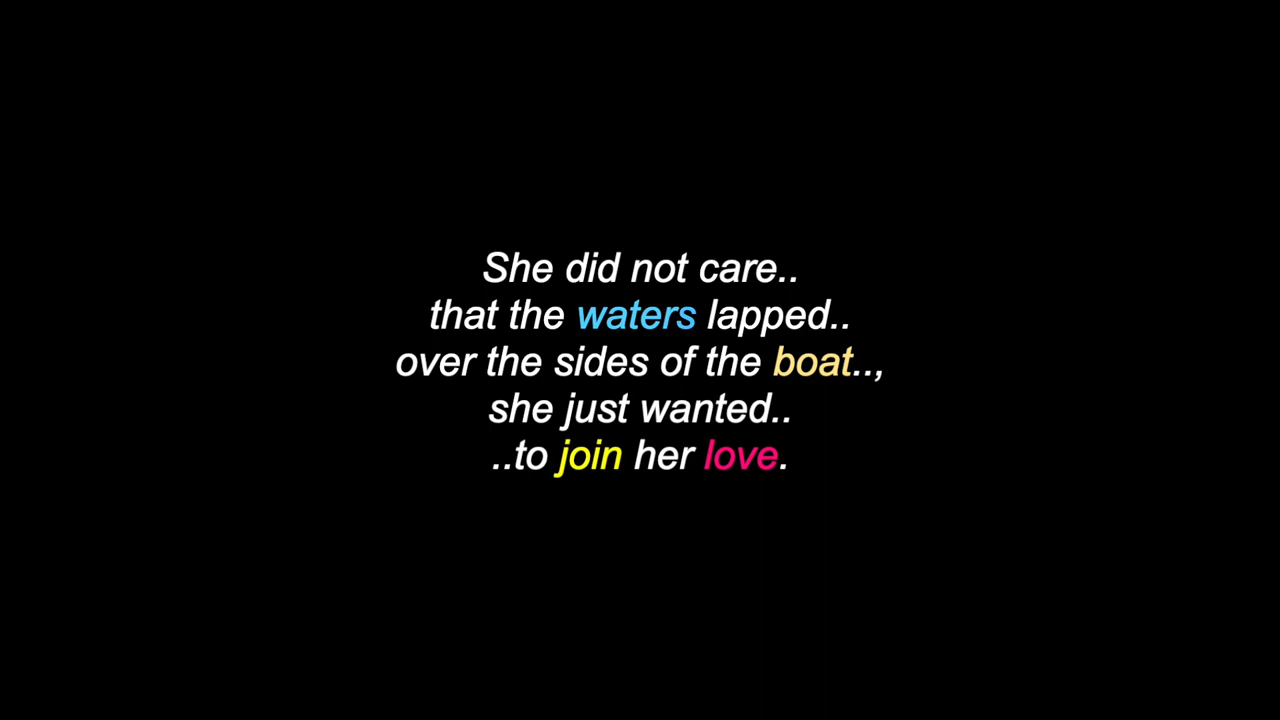 She did not care..
that the waters lapped..
over the sides of the boat..,
she just wanted..
..to join her love.